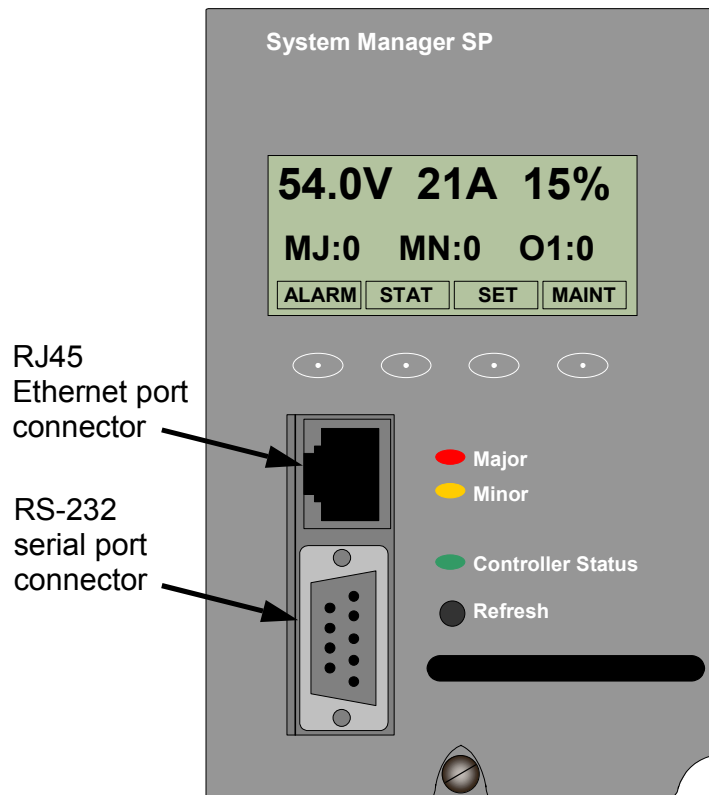 System Manager SP
54.0V 21A 15%
MJ:0 MN:0 O1:0
ALARM STAT SET MAINT
RJ45
Ethernet port
connector
Major
Minor
RS-232
serial port
connector
Controller Status
Refresh